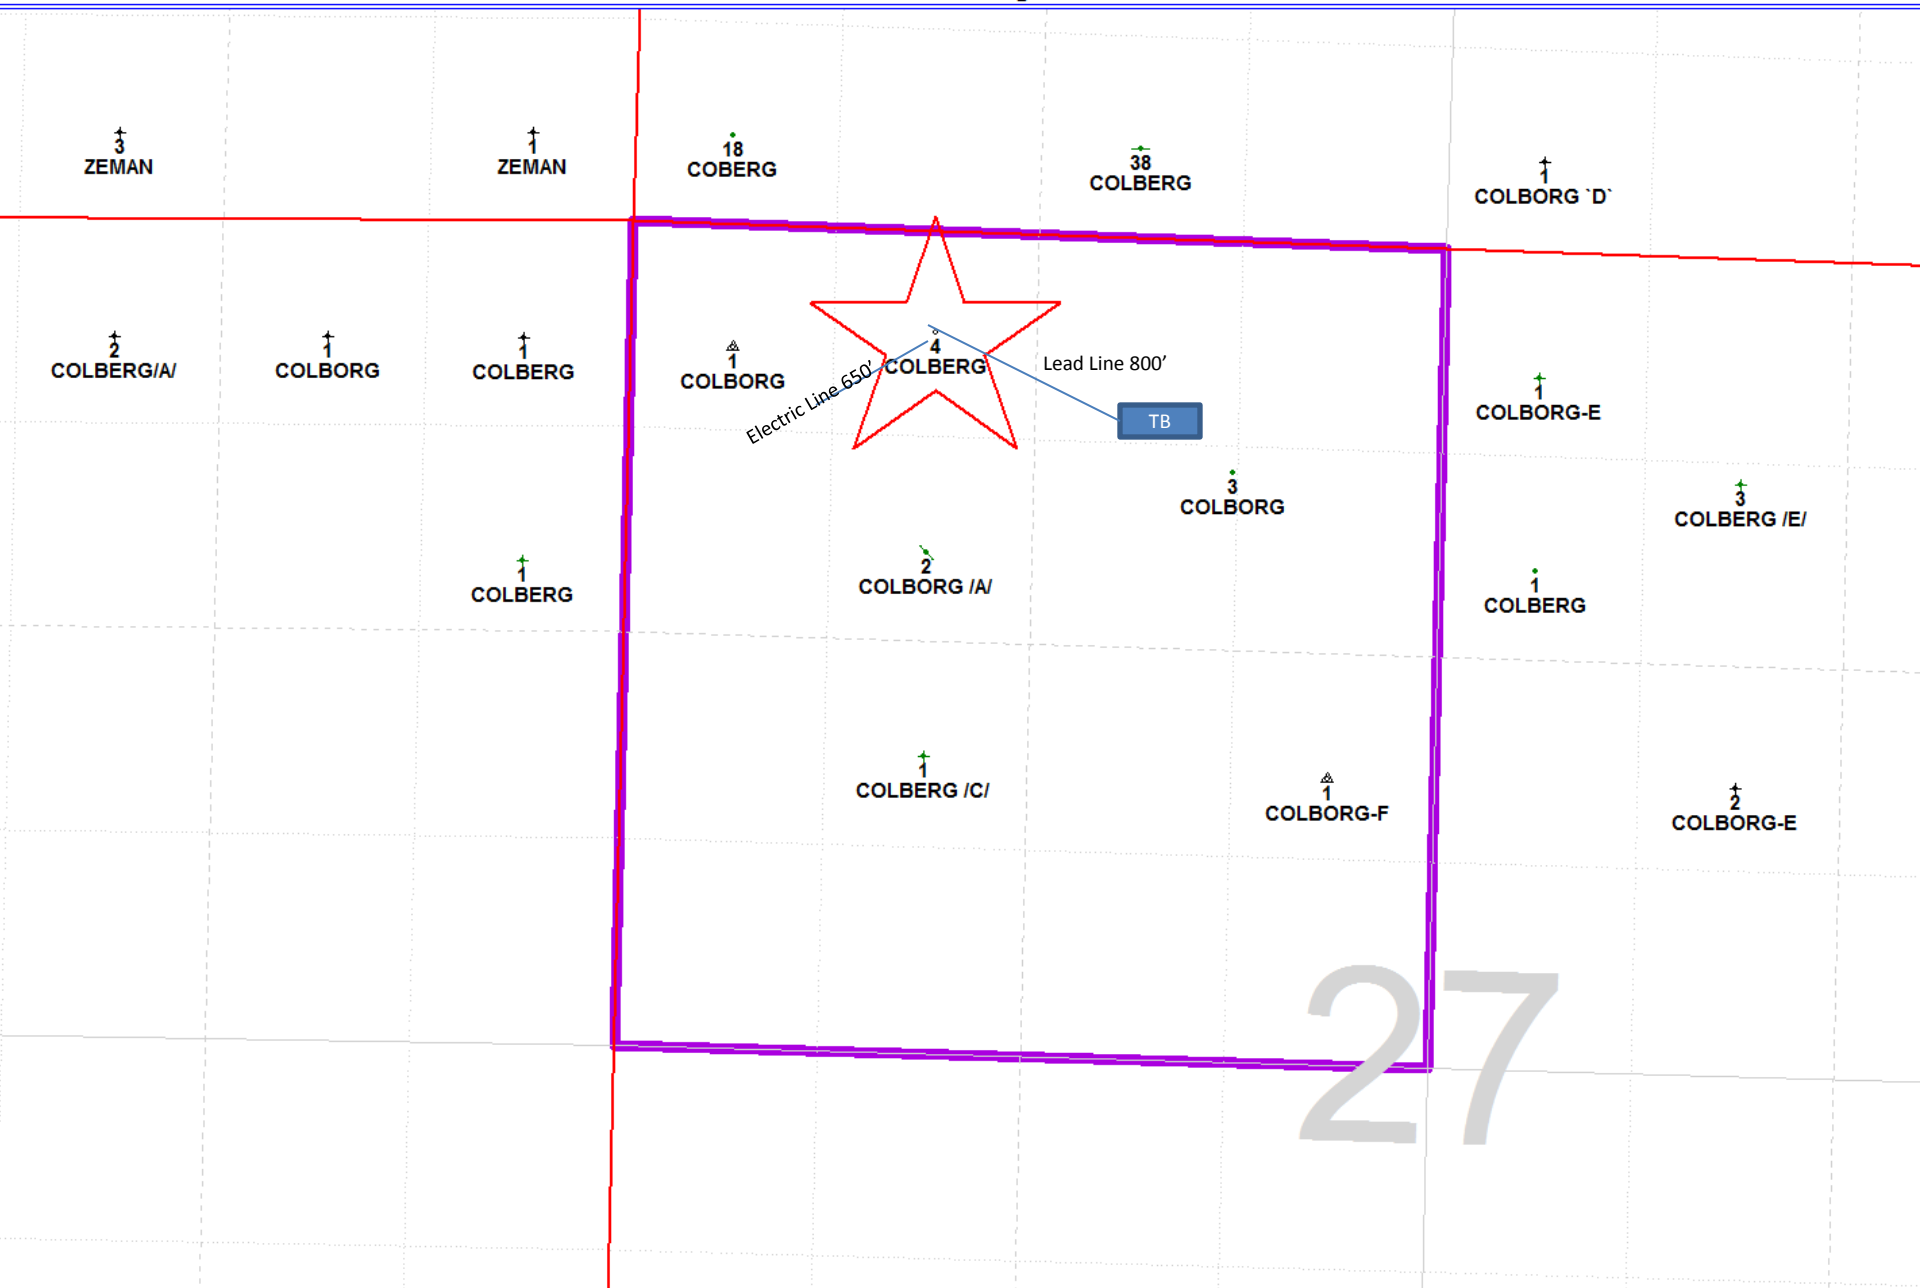 3
ZEMAN
1
ZEMAN
18
COBERG
38
COLBERG
1
COLBORG `D`
2
COLBERG/A/
1
COLBORG
1
COLBERG
1
COLBORG
4
COLBERG
Electric Line 650’
Lead Line 800’
TB
1
COLBORG-E
3
COLBORG
3
COLBERG /E/
1
COLBERG
2
COLBORG /A/
1
COLBERG
1
COLBERG /C/
1
COLBORG-F
2
COLBORG-E
27